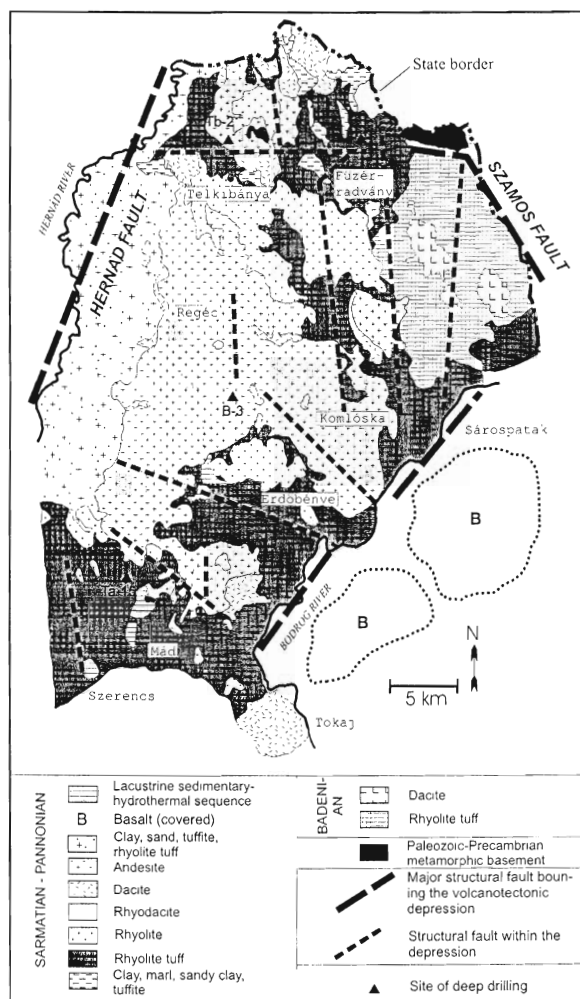 State border
Tb-2
Telkibánya
Füzér-
radvány
SZAMOS FAULT
HERNÁD RIVER
HERNAD FAULT
Regéc
B-3
Komlóska
Sárospatak
Erdőbénye
B
B
BODROG RIVER
N
5 km
Mád
Szerencs
Tokaj
SARMATIAN - PANNONIAN
Lacustrine sedimentary-
hydrothermal sequence
B Basalt (covered)
Clay, sand, tuffite,
rhyolite tuff
Andesite
Dacite
Rhyodacite
Rhyolite
Rhyolite tuff
Clay, marl, sandy clay,
tuffite
BADENI-
AN
Dacite
Rhyolite tuff
Paleozoic-Precambrian
metamorphic basement
Major structural fault boun-
ing the volcanotectonic
depression
Structural fault within the
depression
Site of deep drilling